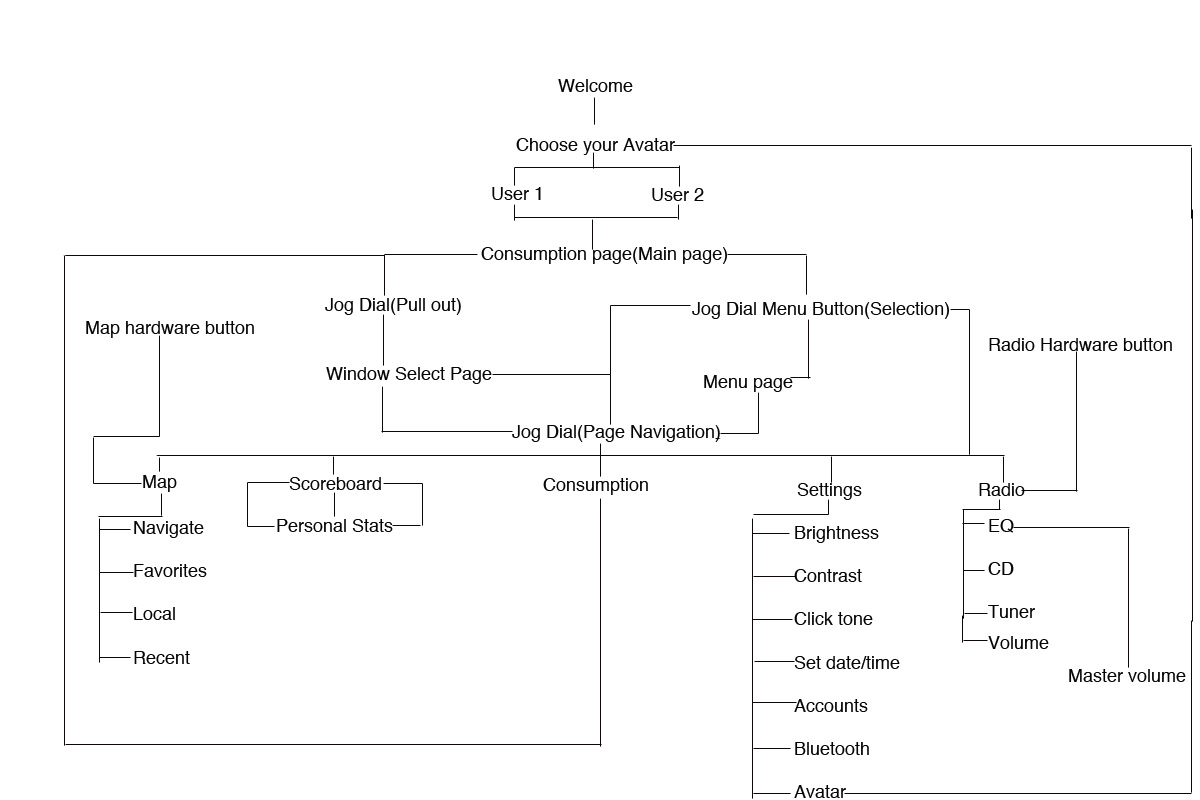 Welcome
Choose your Avatar
User 1
User 2
Consumption page(Main page)
Jog Dial(Pull out)
Jog Dial Menu Button(Selection)
Map hardware button
Radio Hardware button
Window Select Page
Menu page
Jog Dial(Page Navigation)
Map
Scoreboard
Consumption
Settings
Radio
Navigate
Favorites
Local
Recent
Personal Stats
Brightness
Contrast
Click tone
Set date/time
Accounts
Bluetooth
Avatar
EQ
CD
Tuner
Volume
Master volume